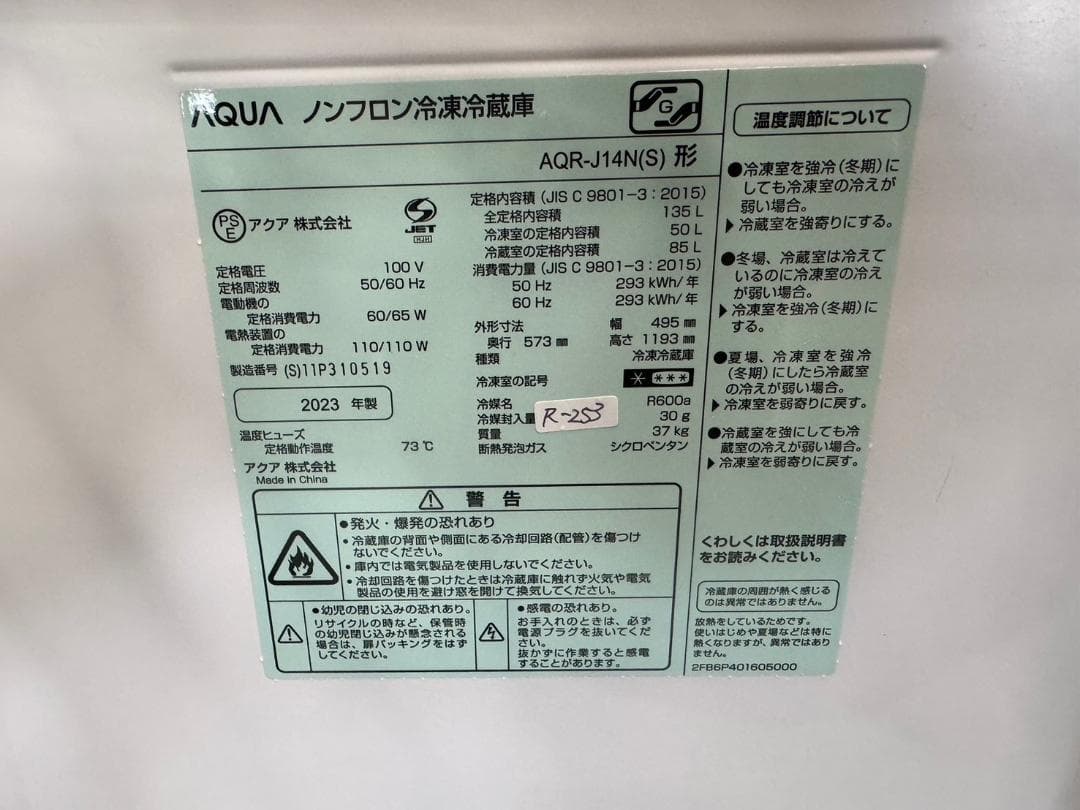 AQUA ノンフロン冷凍冷蔵庫
G
AQR-J14N(S) 形
PS
E
アクア 株式会社
JET
定格電圧 100 V
定格周波数 50/60 Hz
電動機の
定格消費電力 60/65 W
電熱装置の
定格消費電力 110/110 W
製造番号 (S)11P310519
2023 年製
温度ヒューズ
定格動作温度 73 ℃
アクア 株式会社
Made in China
定格内容積 (JIS C 9801-3:2015)
全定格内容積 135 L
冷凍室の定格内容積 50 L
冷蔵室の定格内容積 85 L
消費電力量 (JIS C 9801-3:2015)
50 Hz 293 kWh/年
60 Hz 293 kWh/年
外形寸法 幅 495 mm
奥行 573 mm 高さ 1193 mm
種類 冷凍冷蔵庫
冷凍室の記号
冷媒名 R600a
冷媒封入量 30 g
R-253
質量 37 kg
断熱発泡ガス シクロペンタン
警告
●発火・爆発の恐れあり
・冷蔵庫の背面や側面にある冷却回路(配管)を傷つけ
ないでください。
・庫内では電気製品を使用しないでください。
・冷却回路を傷つけたときは冷蔵庫に触れず火気や電気
製品の使用を避け窓を開けて換気してください。
●幼児の閉じ込みの恐れあり。
リサイクルの時など、保管時
の幼児閉じ込みが懸念される
場合は、扉パッキングをはず
してください。
●感電の恐れあり。
お手入れのときは、必ず
電源プラグを抜いてくだ
さい。
抜かずに作業すると感電
することがあります。
温度調節について
●冷凍室を強冷(冬期)に
しても冷凍室の冷えが
弱い場合。
▶冷蔵室を強寄りにする。
●冬場、冷蔵室は冷えて
いるのに冷凍室の冷え
が弱い場合。
▶冷凍室を強冷(冬期)に
する。
●夏場、冷凍室を強冷
(冬期)にしたら冷蔵室
の冷えが弱い場合。
▶冷凍室を弱寄りに戻す。
●冷蔵室を強にしても冷
蔵室の冷えが弱い場合。
▶冷凍室を弱寄りに戻す。
くわしくは取扱説明書
をお読みください。
冷蔵庫の周囲が熱く感じる
のは異常ではありません。
放熱をしているためです。
使いはじめや夏場などは特に
熱くなりますが、異常ではあり
ません。
2FB6P401605000